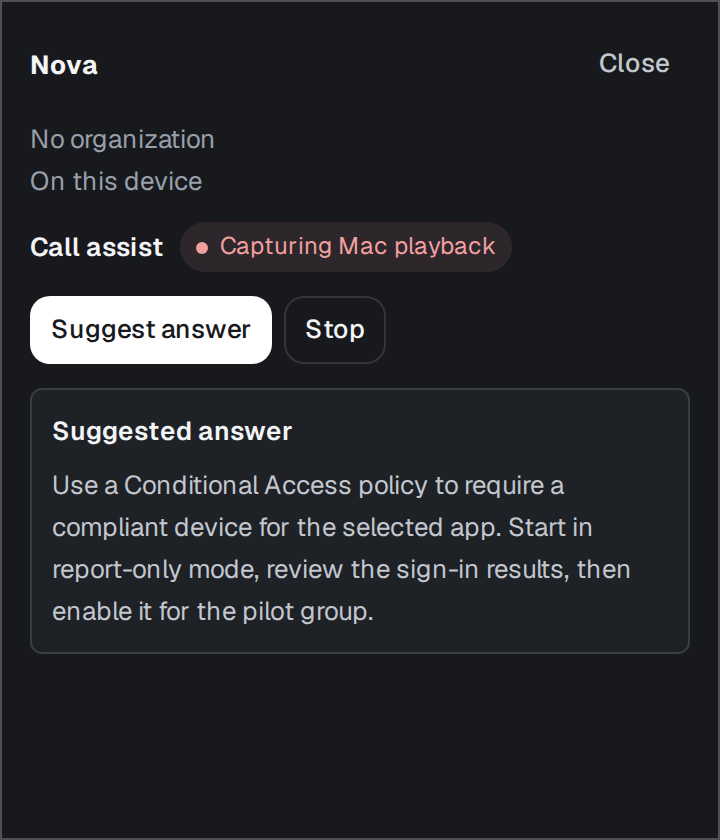 Nova
Close
No organization
On this device
Call assist
Capturing Mac playback
Suggest answer
Stop
Suggested answer
Use a Conditional Access policy to require a
compliant device for the selected app. Start in
report-only mode, review the sign-in results, then
enable it for the pilot group.